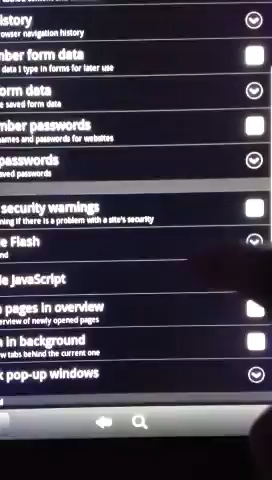 istory
rowser navigation history
mber form data
data I type in forms for later use
orm data
e saved form data
mber passwords
names and passwords for websites
passwords
aved passwords
security warnings
ning if there is a problem with a site's security
e Flash
nd
le JavaScript
pages in overview
erview of newly opened pages
in background
w tabs behind the current one
k pop-up windows